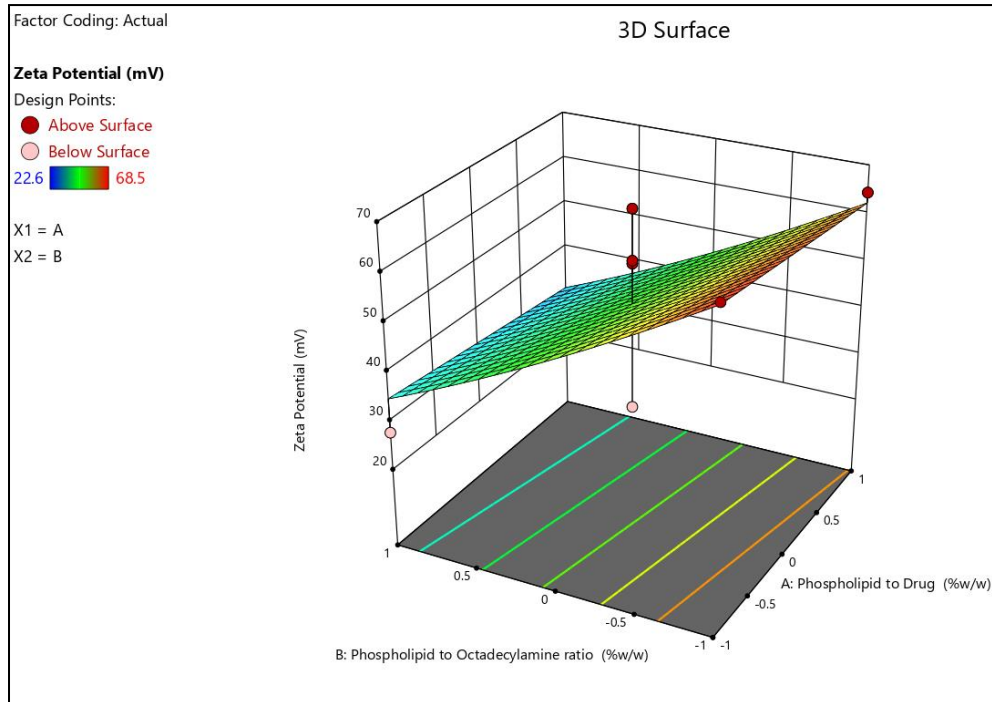 Factor Coding: Actual
3D Surface
Zeta Potential (mV)
Design Points:
Above Surface
Below Surface
22.6 68.5
X1 = A
X2 = B
70
60
50
40
30
20
Zeta Potential (mV)
1
0.5
0
-0.5
-1
B: Phospholipid to Octadecylamine ratio (%w/w)
1
0.5
0
-0.5
-1
A: Phospholipid to Drug (%w/w)